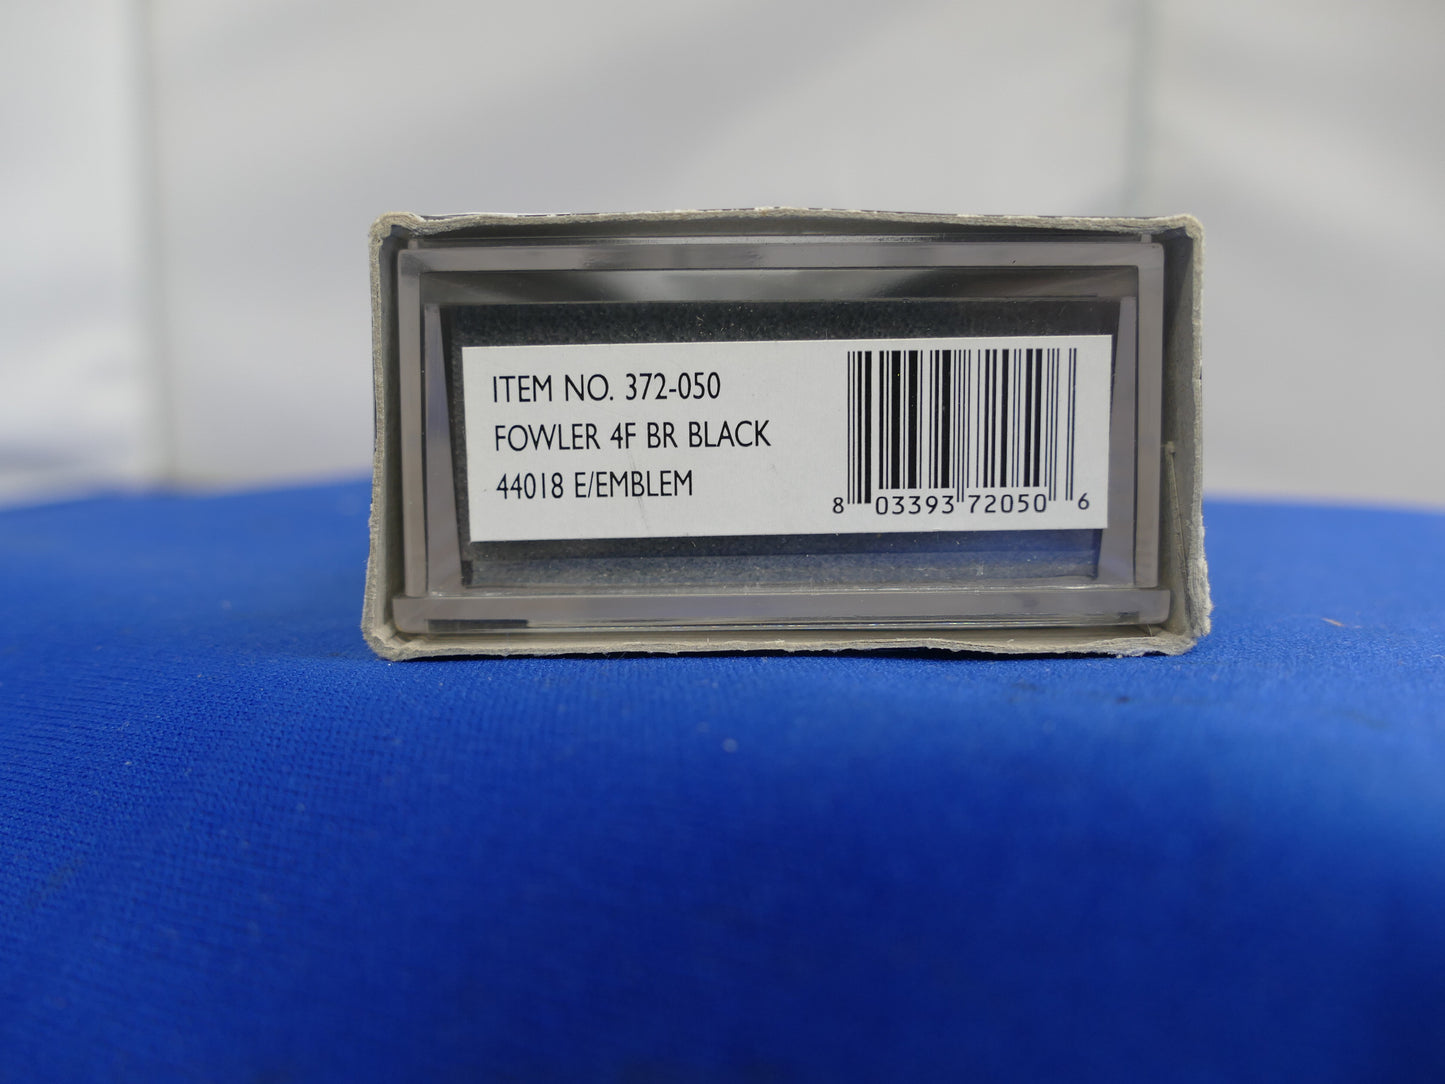 ITEM NO. 372-050
FOWLER 4F BR BLACK
44018 E/EMBLEM
8 03393 72050 6